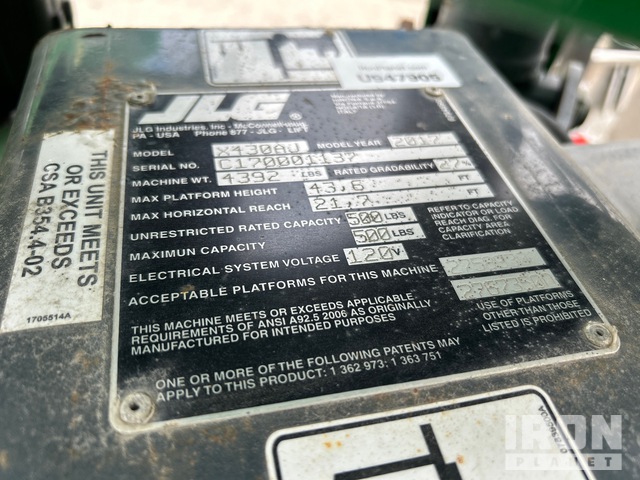 US47905
JLG®
JLG Industries, Inc - McConnellsburg
PA - USA Phone 877 - JLG - LIFT
ITALY
MODEL X430AJ MODEL YEAR 2017
SERIAL NO. C170001137
MACHINE WT. 4392 LBS RATED GRADABILITY 27%
MAX PLATFORM HEIGHT 43,6 FT
MAX HORIZONTAL REACH 21,7 FT
UNRESTRICTED RATED CAPACITY 500 LBS
MAXIMUN CAPACITY 500 LBS
REFER TO CAPACITY
INDICATOR OR LOAD
REACH DIAG. FOR
CAPACITY AREA
CLARIFICATION
ELECTRICAL SYSTEM VOLTAGE 120 V
ACCEPTABLE PLATFORMS FOR THIS MACHINE
THIS MACHINE MEETS OR EXCEEDS APPLICABLE
REQUIREMENTS OF ANSI A92.5 2006 AS ORIGINALLY
MANUFACTURED FOR INTENDED PURPOSES
USE OF PLATFORMS
OTHER THAN THOSE
LISTED IS PROHIBITED
ONE OR MORE OF THE FOLLOWING PATENTS MAY
APPLY TO THIS PRODUCT: 1 362 973; 1 363 751
THIS UNIT MEETS
OR EXCEEDS
CSA B354.4-02
1705514A
IRON
PLANET